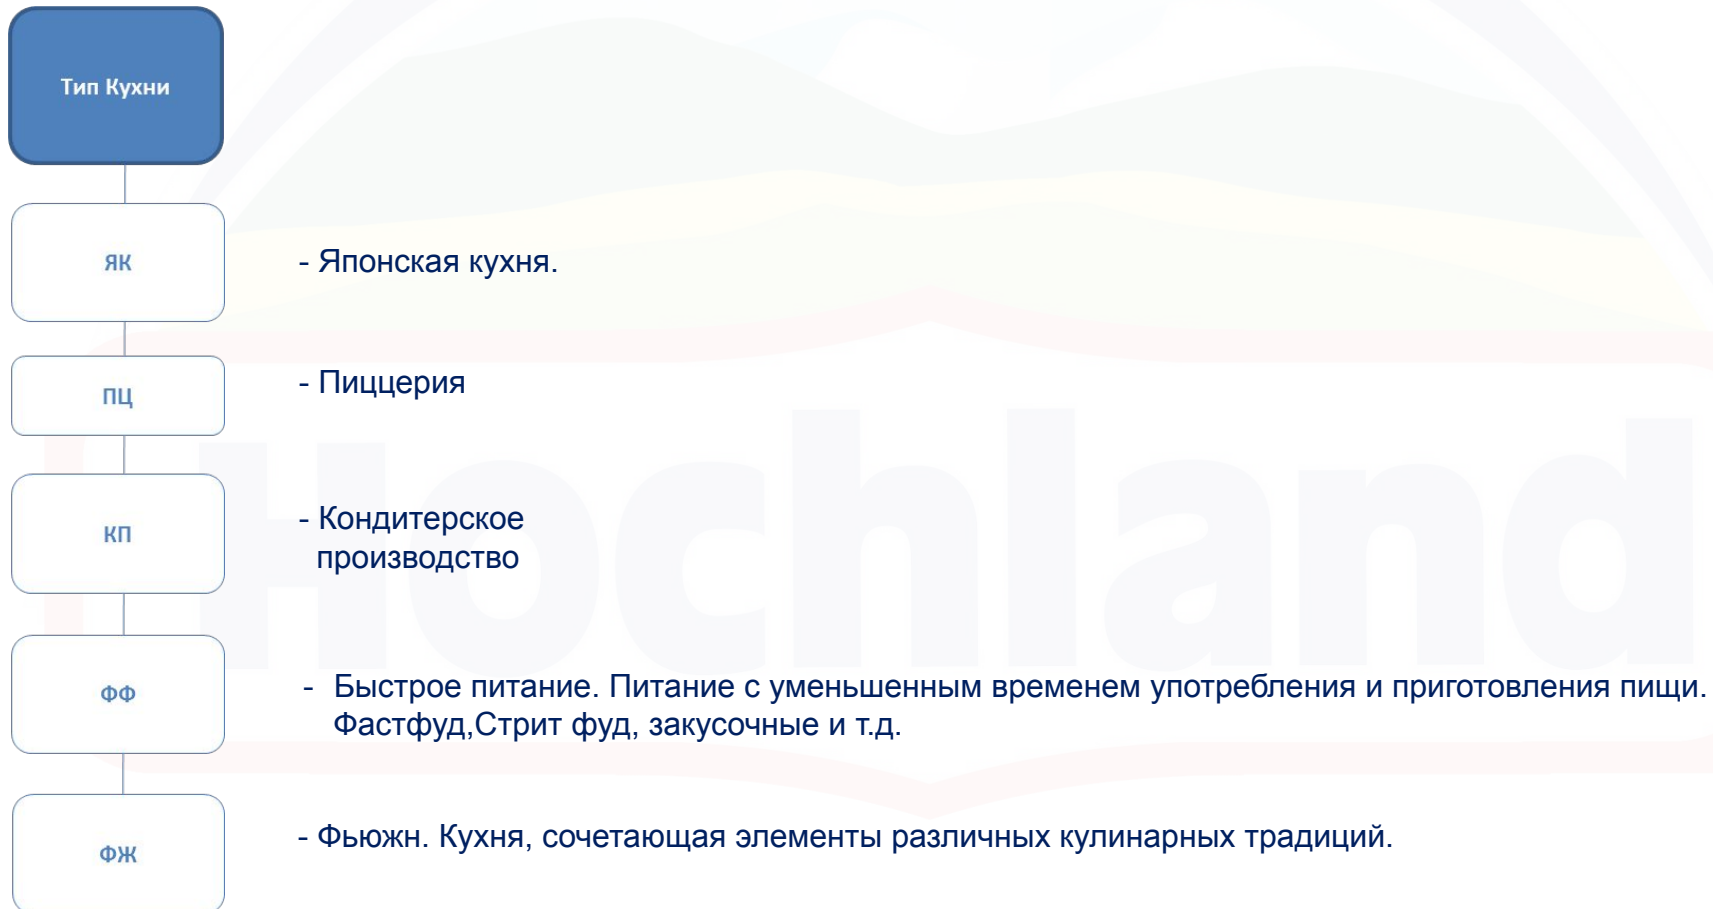 Тип Кухни
ЯК
- Японская кухня.
ПЦ
- Пиццерия
КП
- Кондитерское
производство
ФФ
- Быстрое питание. Питание с уменьшенным временем употребления и приготовления пищи.
Фастфуд,Стрит фуд, закусочные и т.д.
ФЖ
- Фьюжн. Кухня, сочетающая элементы различных кулинарных традиций.
Hochland